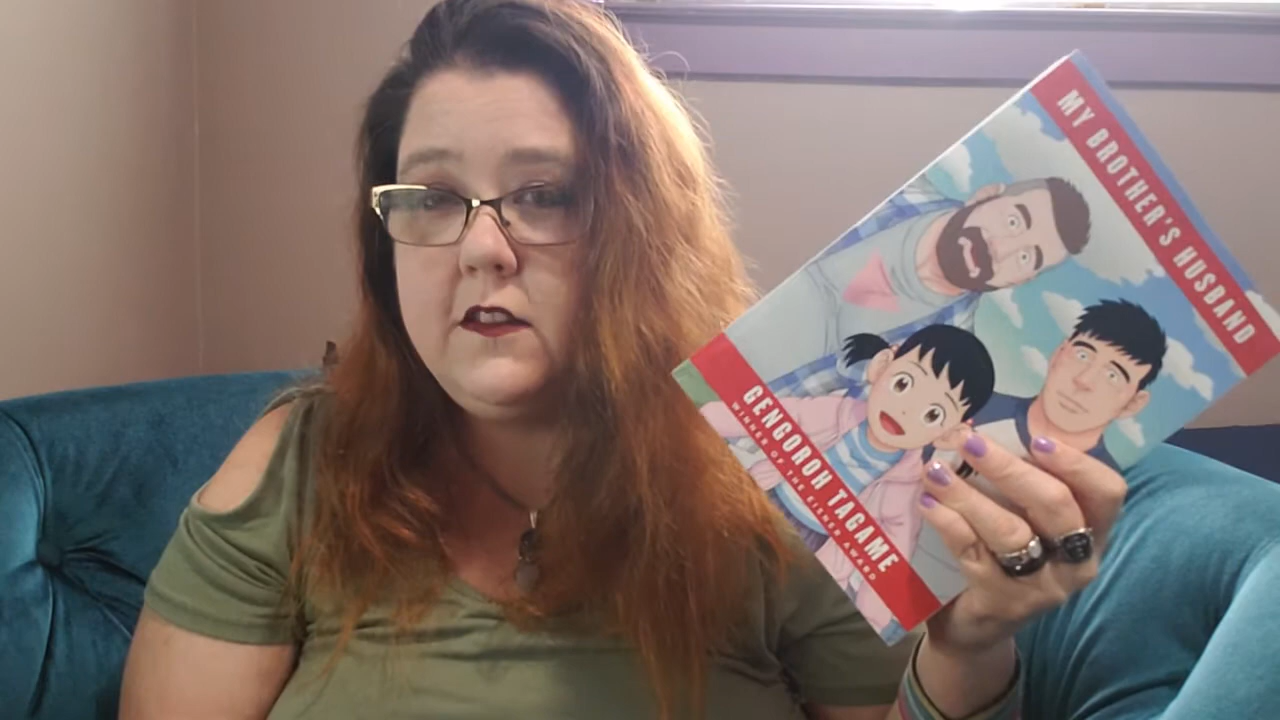 MY BROTHER'S HUSBAND
GENGOROH TAGAME
WINNER OF THE EISNER AWARD